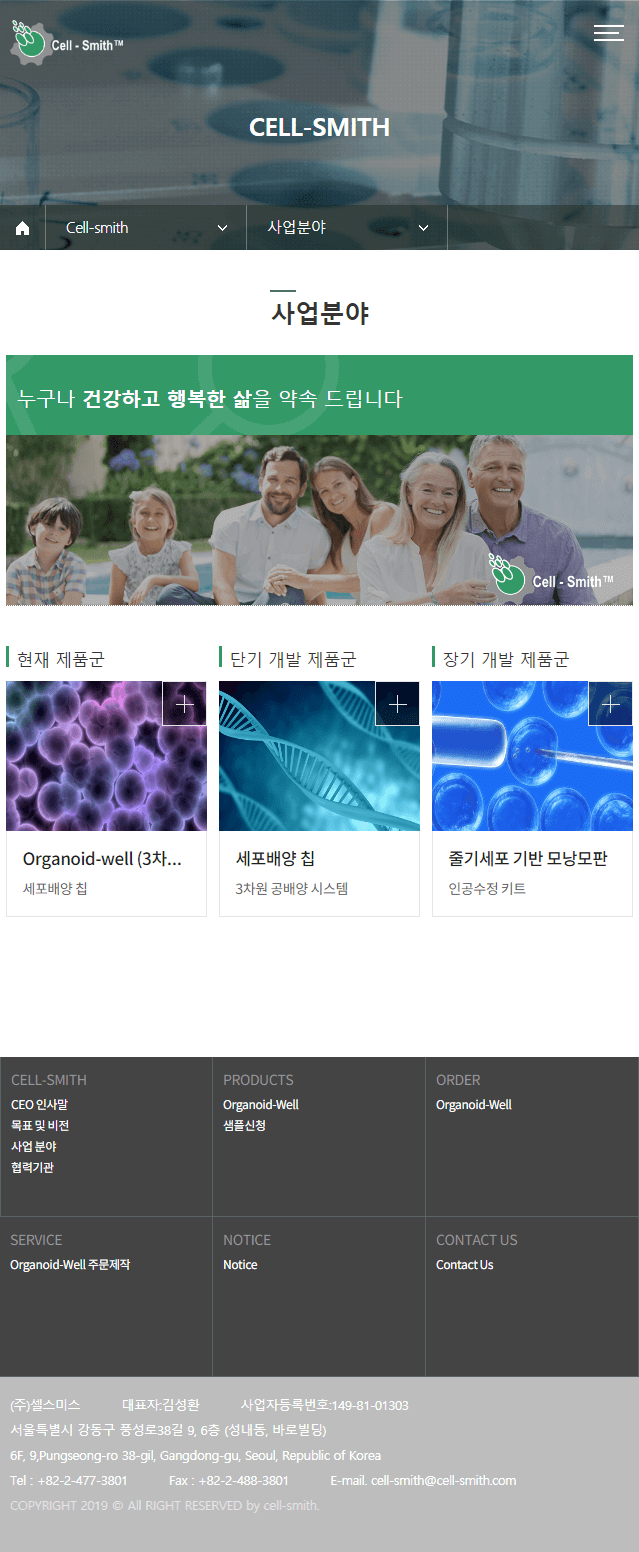 Cell - Smith™
CELL-SMITH
Cell-smith 사업분야
사업분야
누구나 건강하고 행복한 삶을 약속 드립니다
Cell - Smith™
현재 제품군
단기 개발 제품군
장기 개발 제품군
Organoid-well (3차...
세포배양 칩
세포배양 칩
3차원 공배양 시스템
줄기세포 기반 모낭모판
인공수정 키트
CELL-SMITH
CEO 인사말
목표 및 비전
사업 분야
협력기관
PRODUCTS
Organoid-Well
샘플신청
ORDER
Organoid-Well
SERVICE
Organoid-Well 주문제작
NOTICE
Notice
CONTACT US
Contact Us
(주)셀스미스 대표자:김성환 사업자등록번호:149-81-01303
서울특별시 강동구 풍성로38길 9, 6층 (성내동, 바로빌딩)
6F, 9,Pungseong-ro 38-gil, Gangdong-gu, Seoul, Republic of Korea
Tel : +82-2-477-3801 Fax : +82-2-488-3801 E-mail. cell-smith@cell-smith.com
COPYRIGHT 2019 © All RIGHT RESERVED by cell-smith.